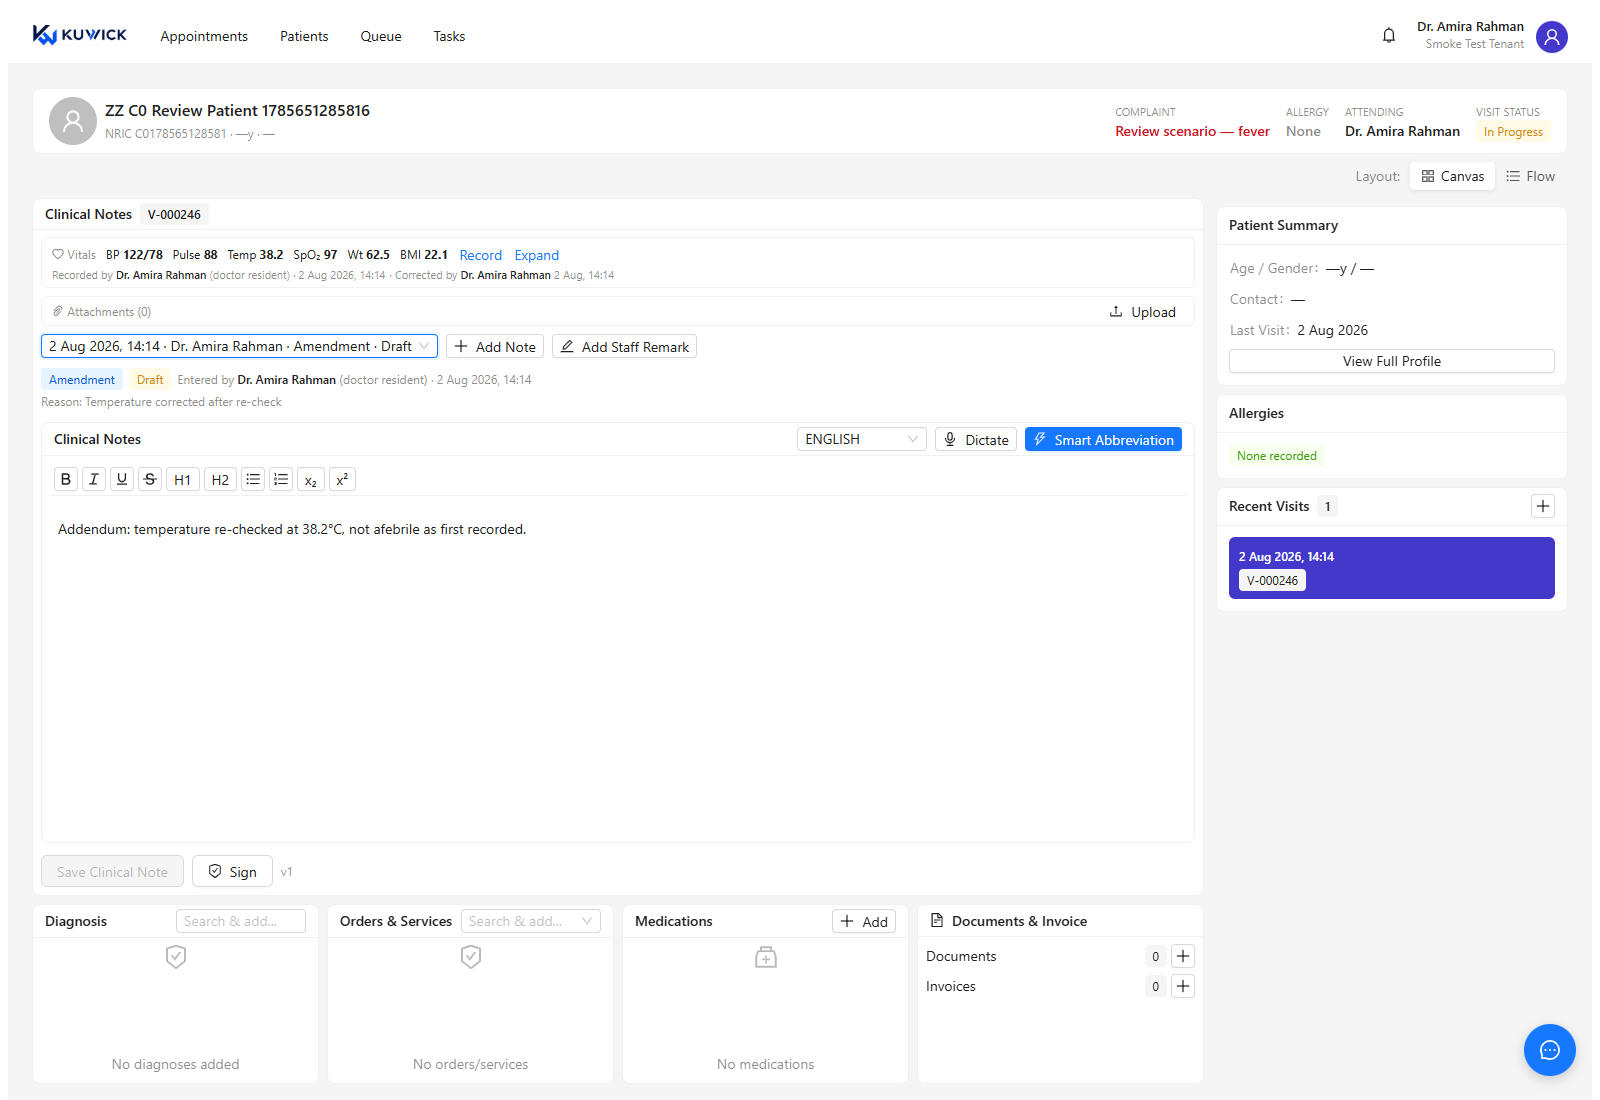 KUWICK
Appointments Patients Queue Tasks
Dr. Amira Rahman
Smoke Test Tenant
ZZ C0 Review Patient 1785651285816
NRIC C0178565128581 · —y · —
COMPLAINT ALLERGY ATTENDING VISIT STATUS
Review scenario — fever None Dr. Amira Rahman In Progress
Layout: Canvas Flow
Clinical Notes V-000246
Vitals BP 122/78 Pulse 88 Temp 38.2 SpO₂ 97 Wt 62.5 BMI 22.1 Record Expand
Recorded by Dr. Amira Rahman (doctor resident) · 2 Aug 2026, 14:14 · Corrected by Dr. Amira Rahman 2 Aug, 14:14
Attachments (0) Upload
2 Aug 2026, 14:14 · Dr. Amira Rahman · Amendment · Draft Add Note Add Staff Remark
Amendment Draft Entered by Dr. Amira Rahman (doctor resident) · 2 Aug 2026, 14:14
Reason: Temperature corrected after re-check
Clinical Notes ENGLISH Dictate Smart Abbreviation
B I U S H1 H2 x₂ x²
Addendum: temperature re-checked at 38.2°C, not afebrile as first recorded.
Save Clinical Note Sign v1
Diagnosis Search & add...
No diagnoses added
Orders & Services Search & add...
No orders/services
Medications Add
No medications
Documents & Invoice
Documents 0
Invoices 0
Patient Summary
Age / Gender: —y / —
Contact: —
Last Visit: 2 Aug 2026
View Full Profile
Allergies
None recorded
Recent Visits 1
2 Aug 2026, 14:14
V-000246